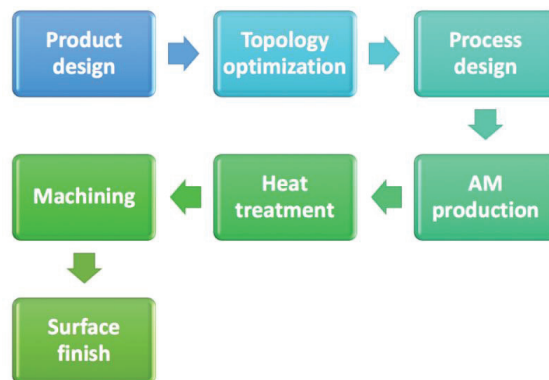 Product
design
Topology
optimization
Process
design
AM
production
Heat
treatment
Machining
Surface
finish